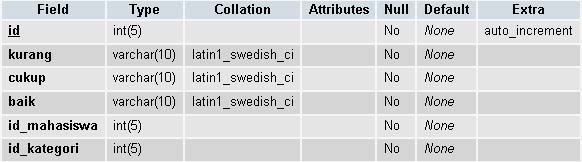 Field Type Collation Attributes Null Default Extra
id int(5) No None auto_increment
kurang varchar(10) latin1_swedish_ci No None
cukup varchar(10) latin1_swedish_ci No None
baik varchar(10) latin1_swedish_ci No None
id_mahasiswa int(5) No None
id_kategori int(5) No None